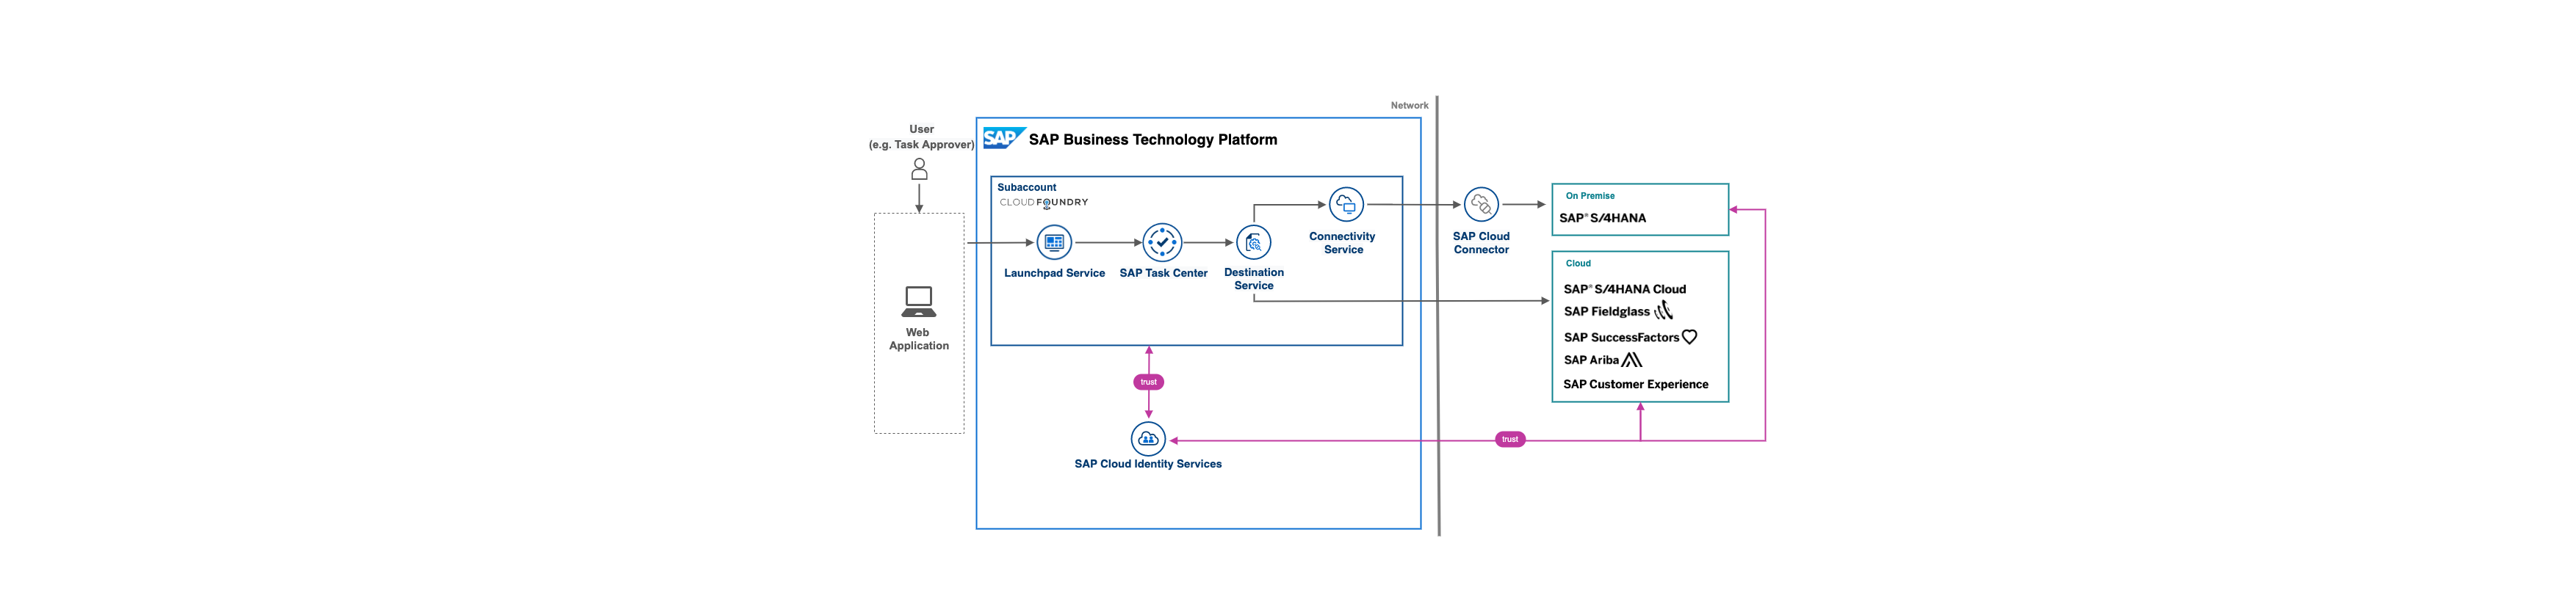 Network
User
(e.g. Task Approver)
SAP
SAP Business Technology Platform
Subaccount
CLOUD FOUNDRY
Launchpad Service
SAP Task Center
Destination
Service
Connectivity
Service
SAP Cloud
Connector
On Premise
SAP® S/4HANA
Cloud
SAP® S/4HANA Cloud
SAP Fieldglass
SAP SuccessFactors
SAP Ariba
SAP Customer Experience
Web
Application
trust
trust
SAP Cloud Identity Services